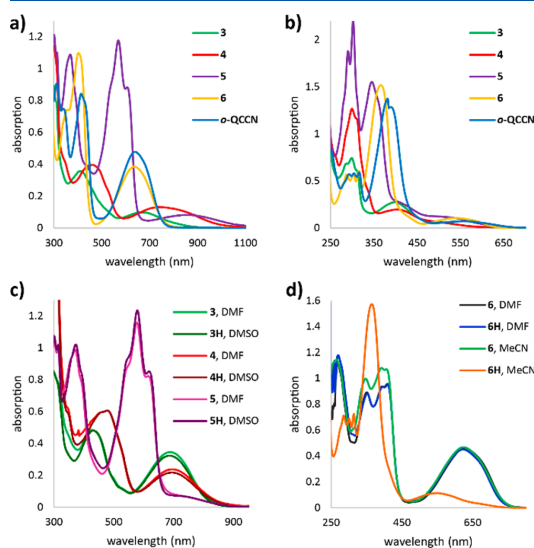 a)
1.2
1
0.8
0.6
0.4
0.2
0
absorption
300 500 700 900 1100
wavelength (nm)
3
4
5
6
o-QCCN
b)
2
1.5
1
0.5
0
absorption
250 350 450 550 650
wavelength (nm)
3
4
5
6
o-QCCN
c)
1.2
1
0.8
0.6
0.4
0.2
0
absorption
300 500 700 900
wavelength (nm)
3, DMF
3H, DMSO
4, DMF
4H, DMSO
5, DMF
5H, DMSO
d)
1.6
1.4
1.2
1
0.8
0.6
0.4
0.2
0
absorption
250 450 650
wavelength (nm)
6, DMF
6H, DMF
6, MeCN
6H, MeCN